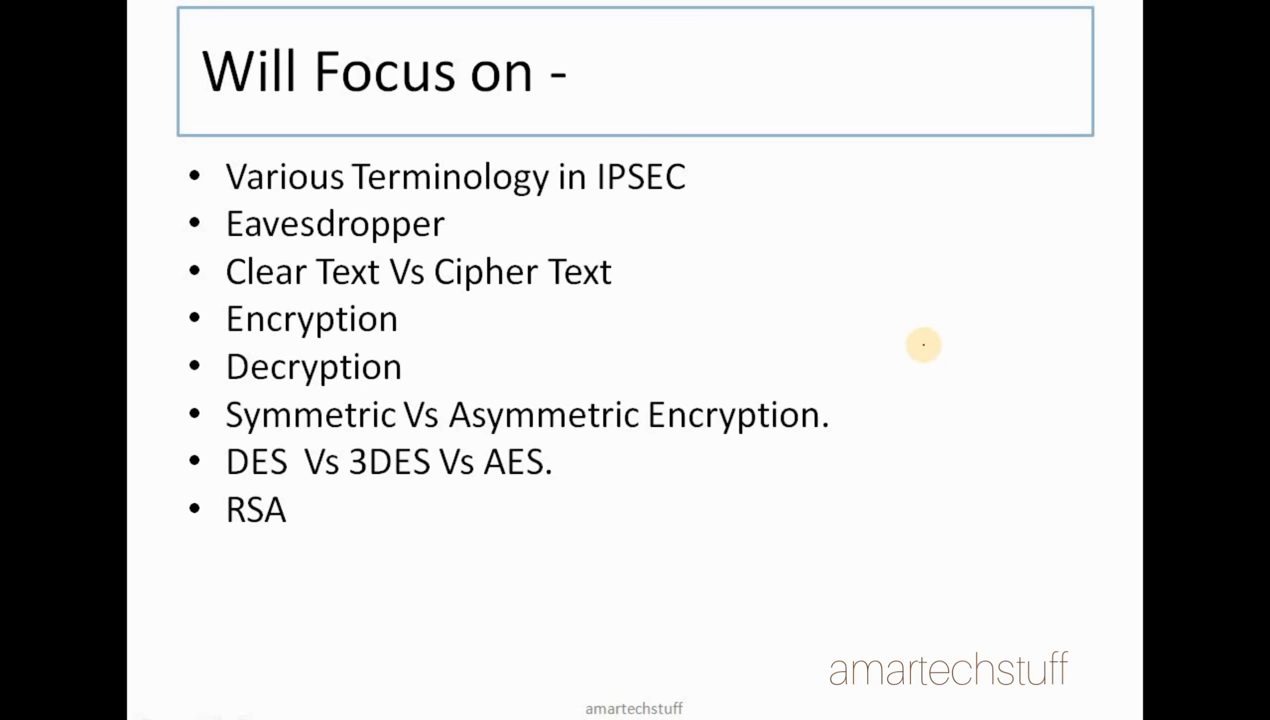 Will Focus on -
• Various Terminology in IPSEC
• Eavesdropper
• Clear Text Vs Cipher Text
• Encryption
• Decryption
• Symmetric Vs Asymmetric Encryption.
• DES  Vs 3DES Vs AES.
• RSA
amartechstuff
amartechstuff